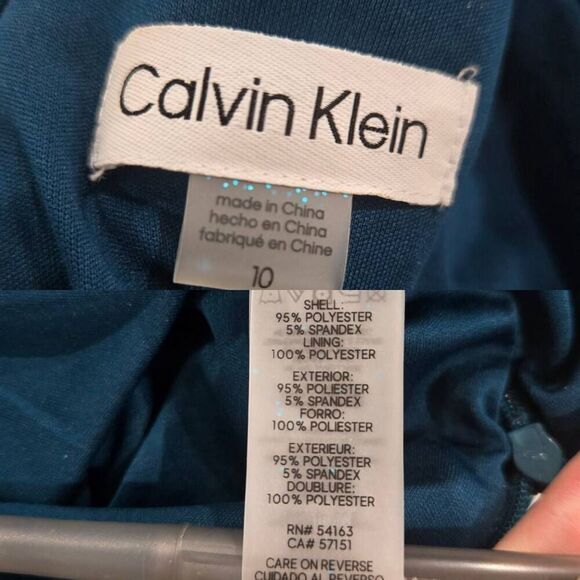 Calvin Klein
made in China
hecho en China
fabriqué en Chine
10
SHELL:
95% POLYESTER
5% SPANDEX
LINING:
100% POLYESTER
EXTERIOR:
95% POLIESTER
5% SPANDEX
FORRO:
100% POLYESTER
EXTERIEUR:
95% POLYESTER
5% SPANDEX
DOUBLURE:
100% POLYESTER
RN# 54163
CA# 57151
CARE ON REVERSE
CUIDADO AL REVERSO